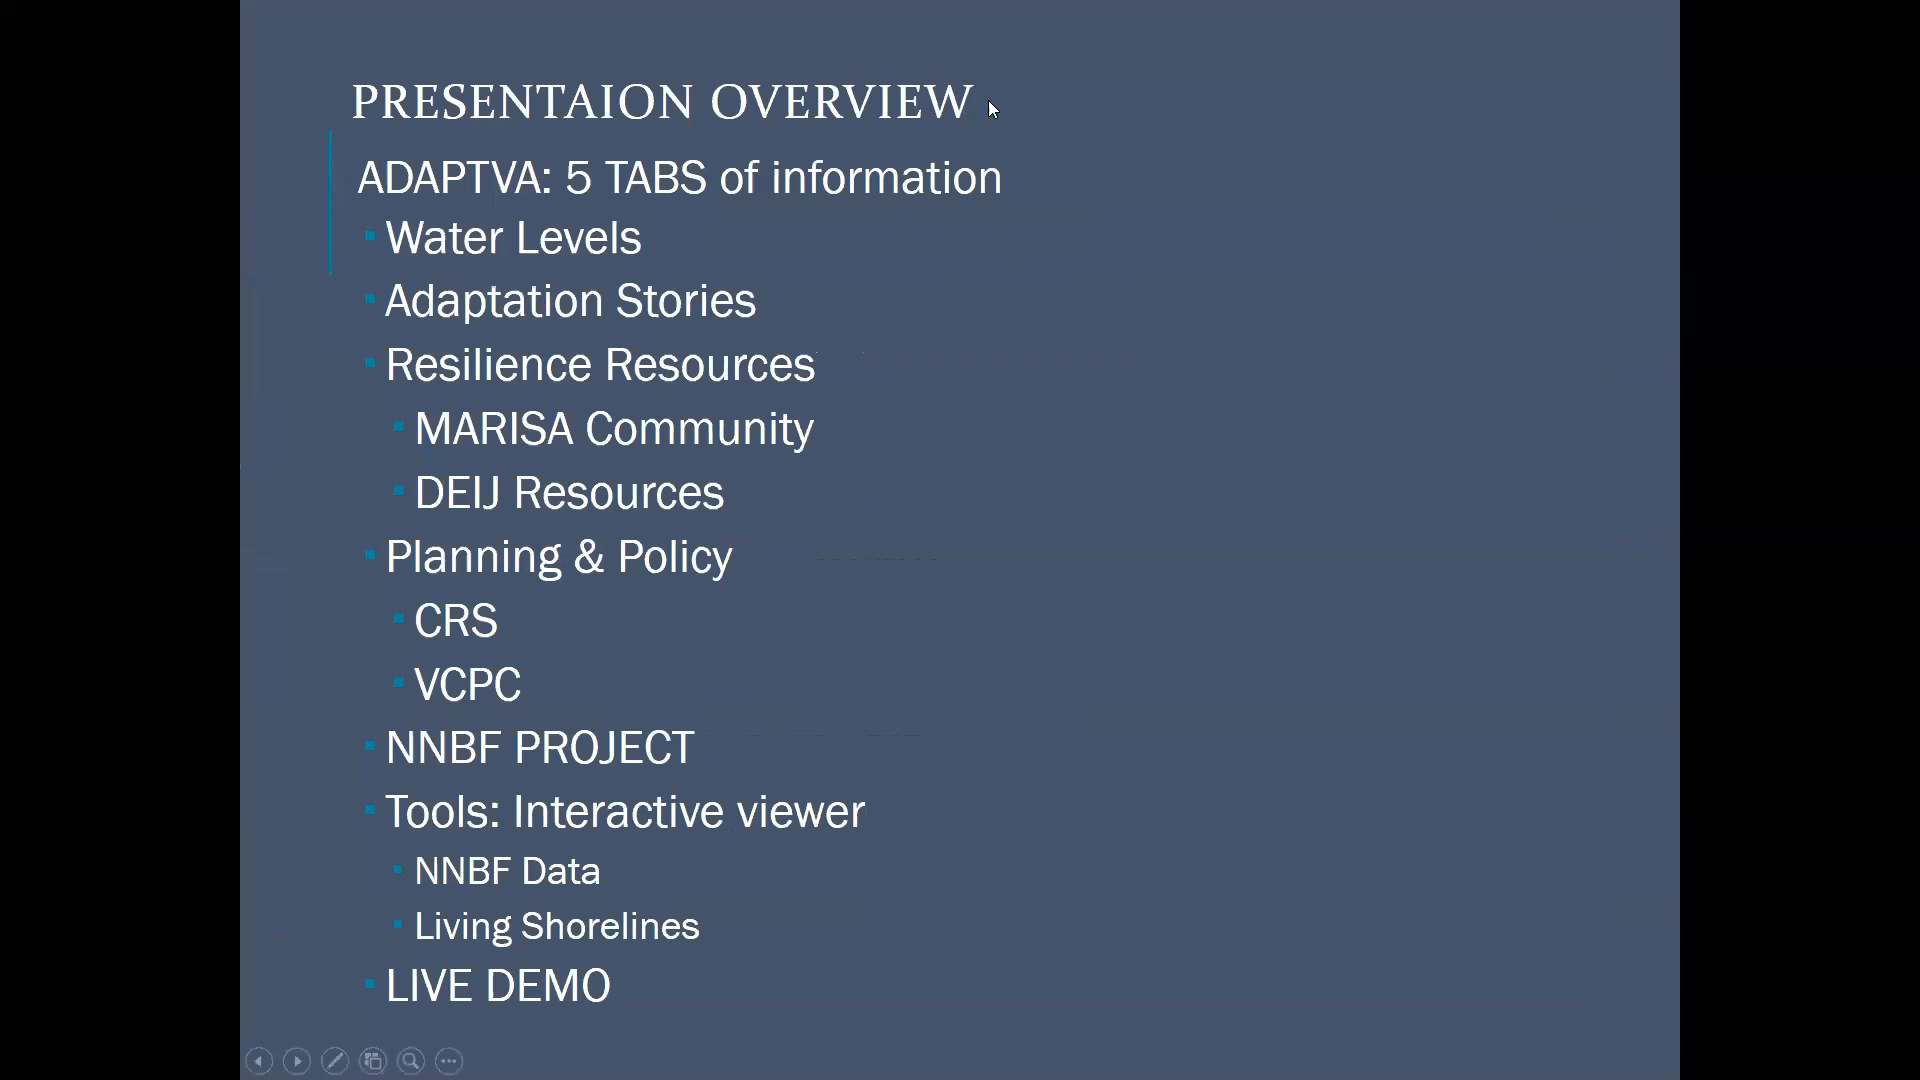 PRESENTAION OVERVIEW
ADAPTVA: 5 TABS of information
Water Levels
Adaptation Stories
Resilience Resources
MARISA Community
DEIJ Resources
Planning & Policy
CRS
VCPC
NNBF PROJECT
Tools: Interactive viewer
NNBF Data
Living Shorelines
LIVE DEMO